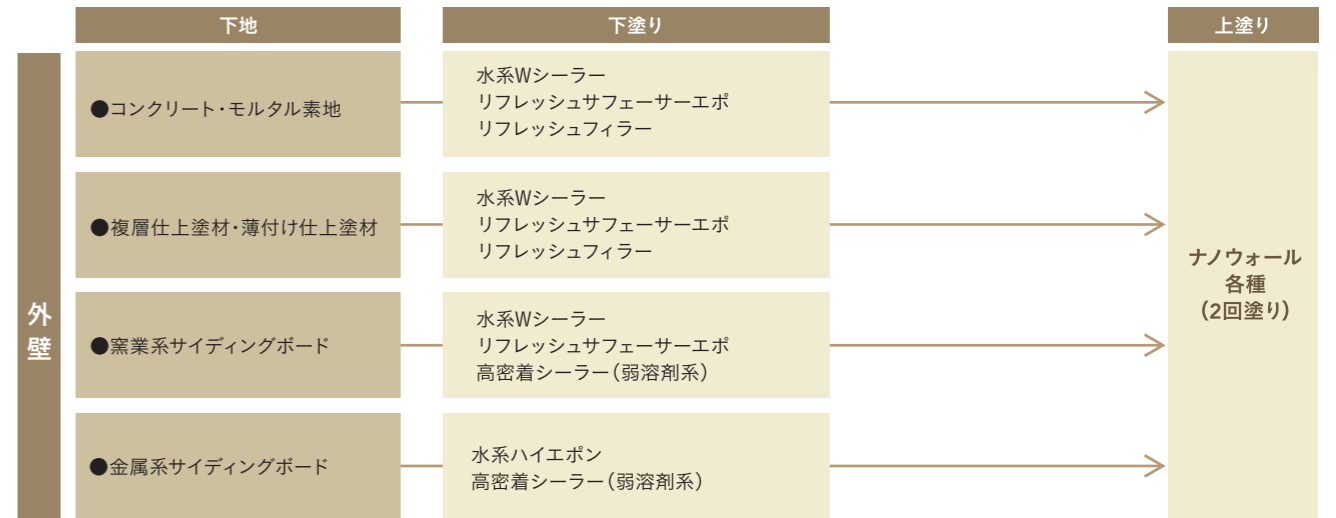 下地
下塗り
上塗り
外壁
●コンクリート・モルタル素地
水系Wシーラー
リフレッシュサフェーサーエポ
リフレッシュフィラー
●複層仕上塗材・薄付け仕上塗材
水系Wシーラー
リフレッシュサフェーサーエポ
リフレッシュフィラー
●窯業系サイディングボード
水系Wシーラー
リフレッシュサフェーサーエポ
高密着シーラー(弱溶剤系)
●金属系サイディングボード
水系ハイエポン
高密着シーラー(弱溶剤系)
ナノウォール
各種
(2回塗り)